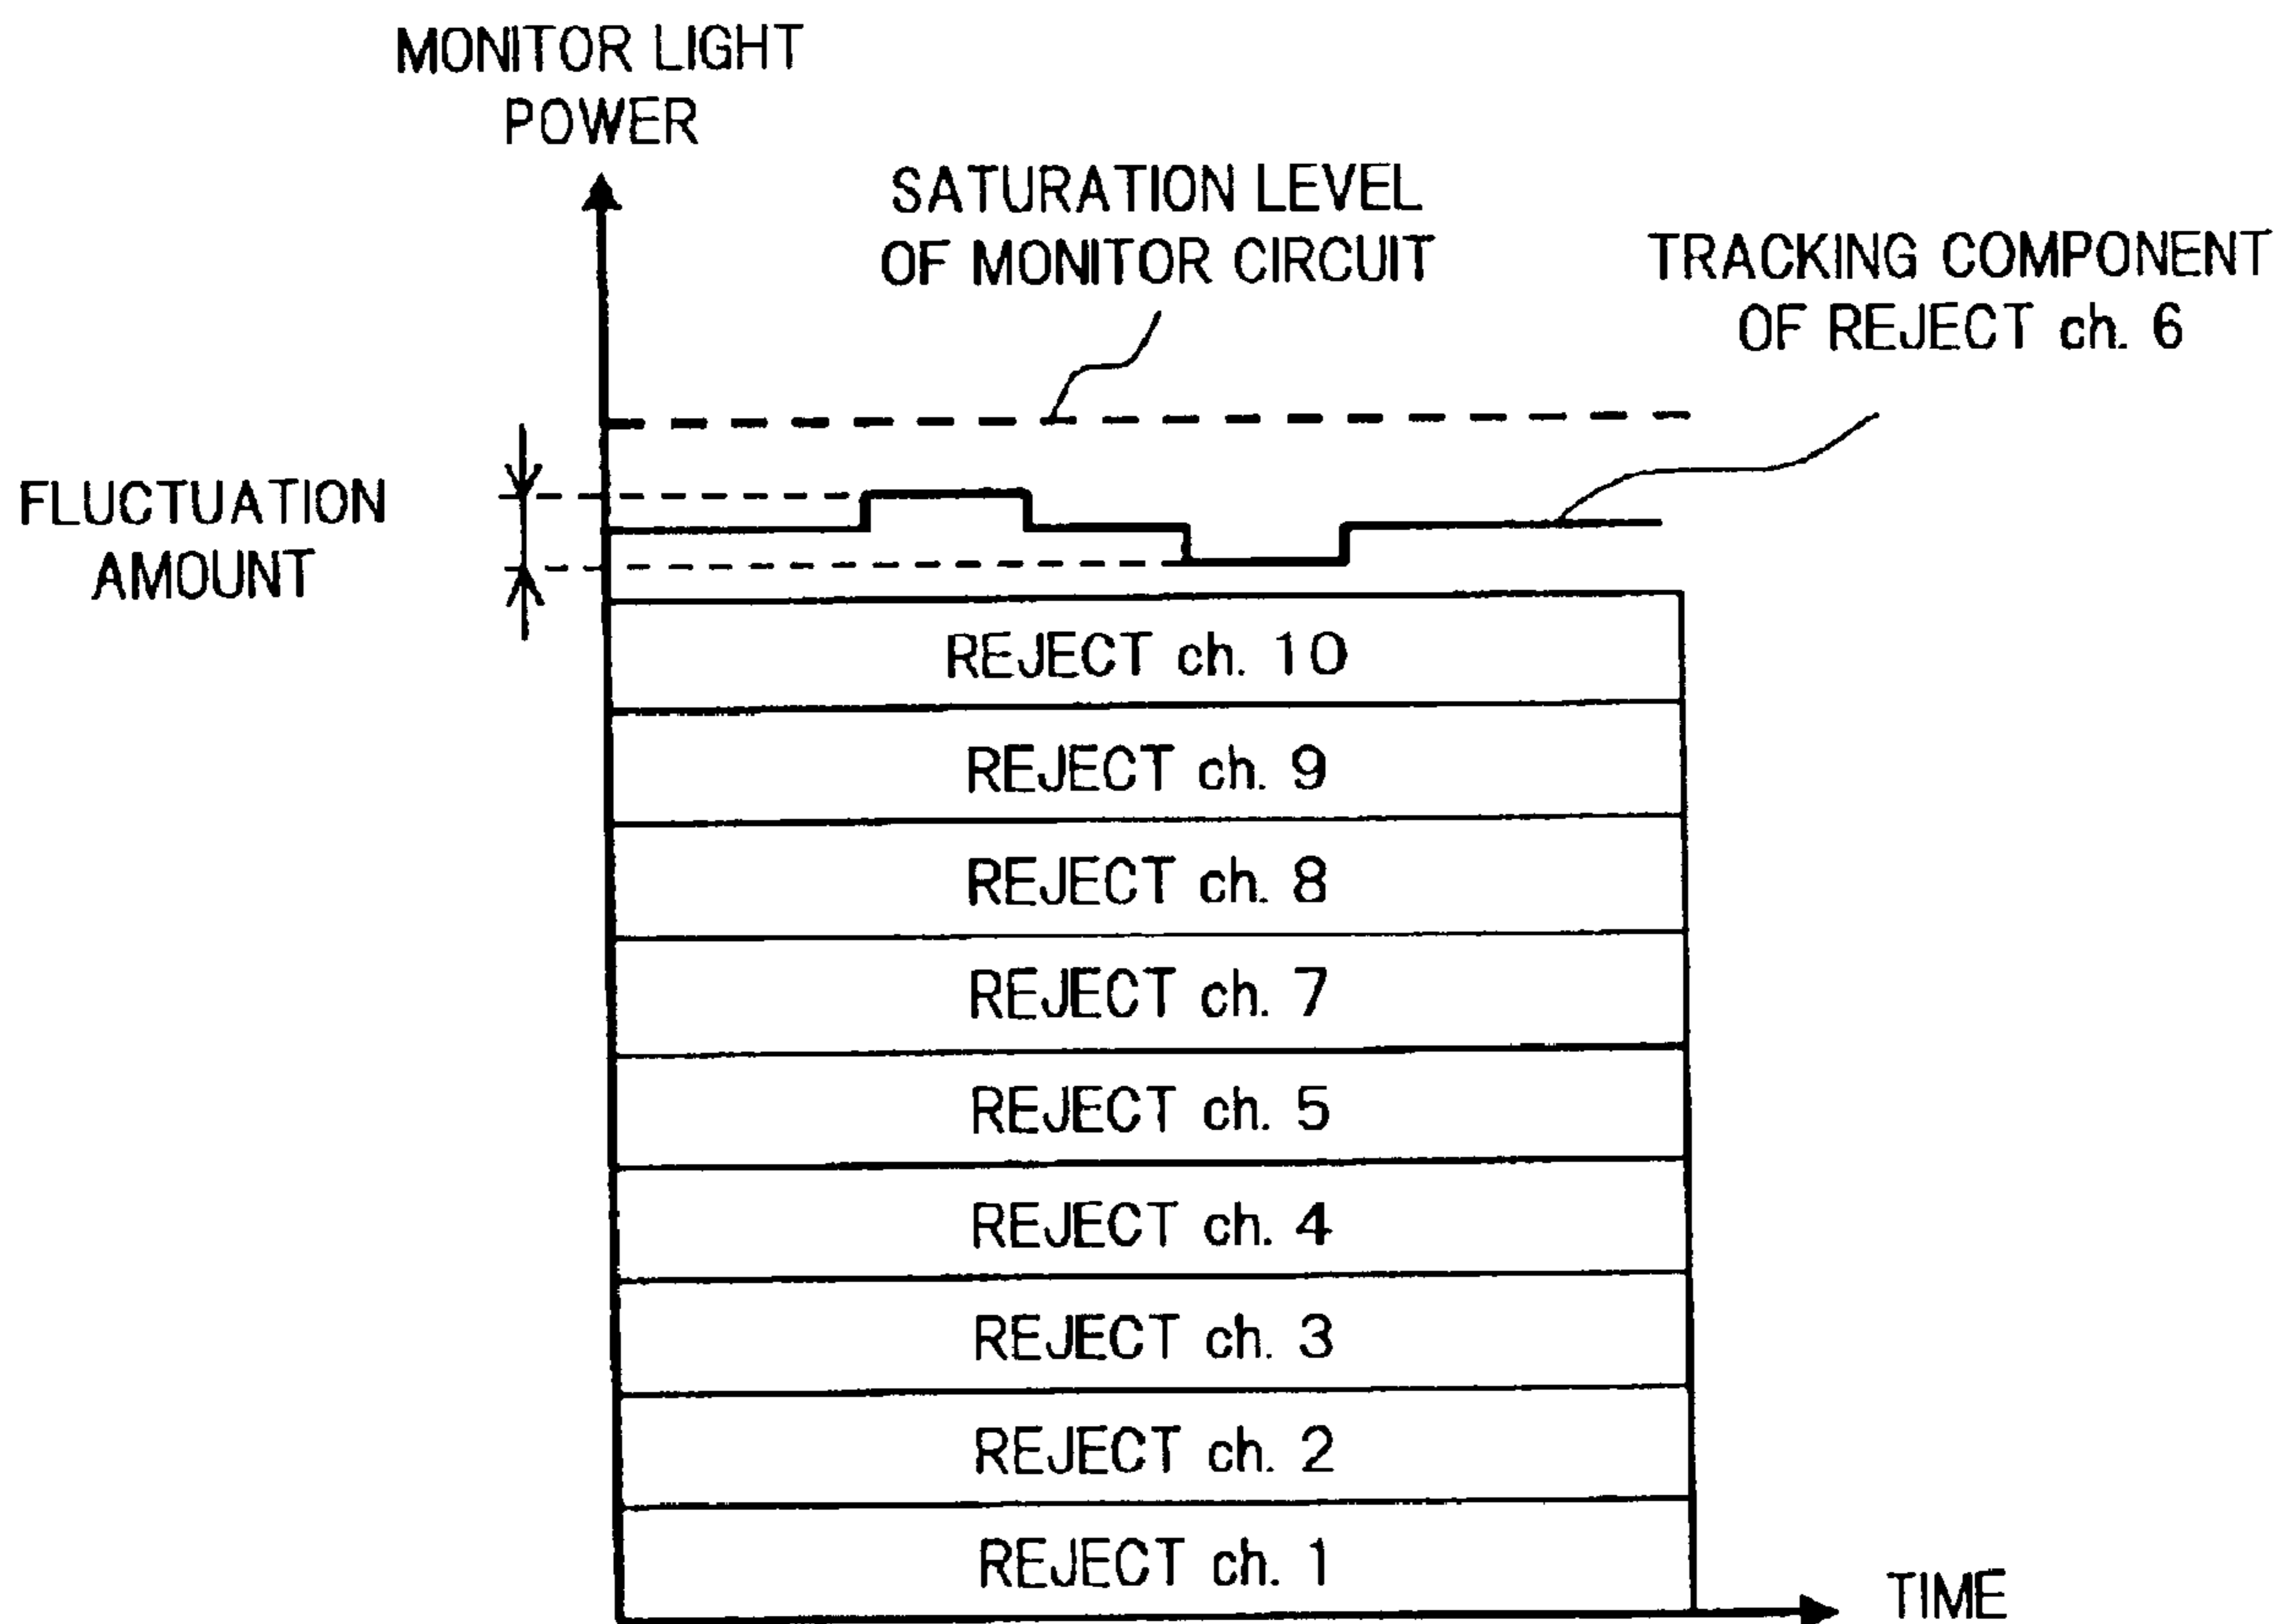 MONITOR LIGHT
POWER
SATURATION LEVEL
OF MONITOR CIRCUIT
TRACKING COMPONENT
OF REJECT ch. 6
FLUCTUATION
AMOUNT
REJECT ch. 10
REJECT ch. 9
REJECT ch. 8
REJECT ch. 7
REJECT ch. 5
REJECT ch. 4
REJECT ch. 3
REJECT ch. 2
REJECT ch. 1
TIME